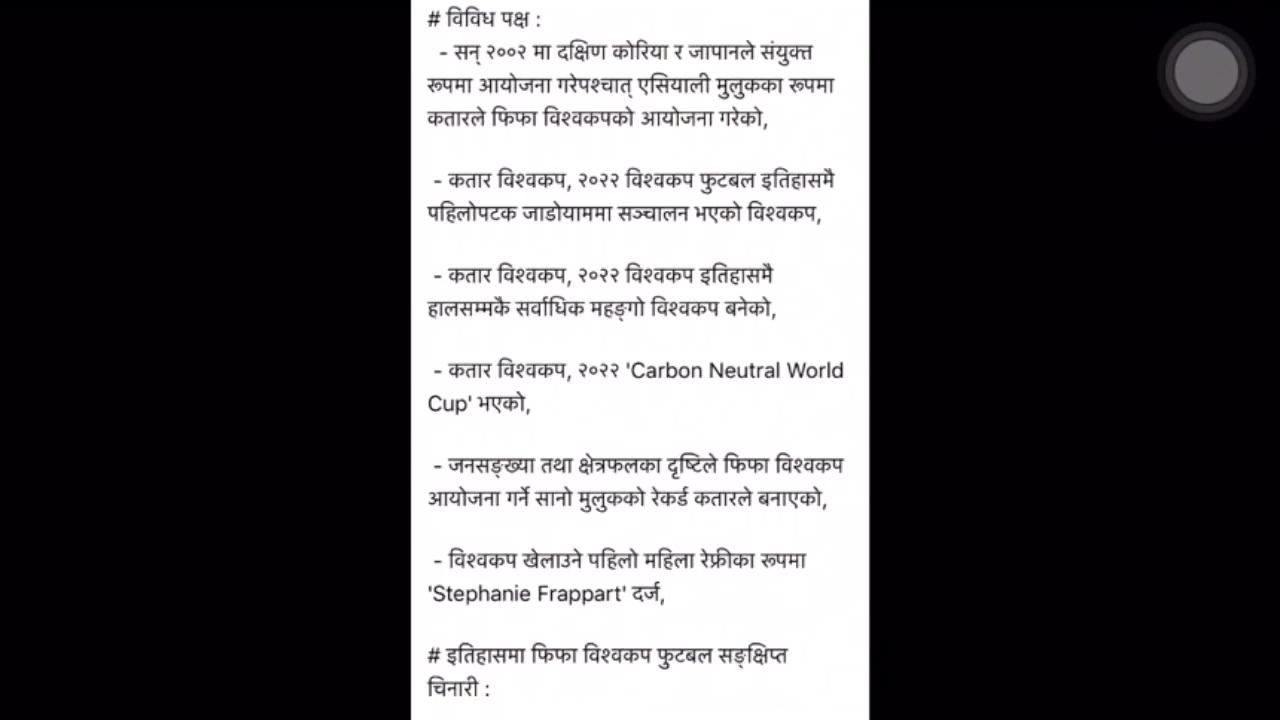 # विविध पक्ष :
- सन् २००२ मा दक्षिण कोरिया र जापानले संयुक्त
रूपमा आयोजना गरेपश्चात् एसियाली मुलुकका रूपमा
कतारले फिफा विश्वकपको आयोजना गरेको,
- कतार विश्वकप, २०२२ विश्वकप फुटबल इतिहासमै
पहिलोपटक जाडोयाममा सञ्चालन भएको विश्वकप,
- कतार विश्वकप, २०२२ विश्वकप इतिहासमै
हालसम्मकै सर्वाधिक महङ्गो विश्वकप बनेको,
- कतार विश्वकप, २०२२ 'Carbon Neutral World
Cup' भएको,
- जनसङ्ख्या तथा क्षेत्रफलका दृष्टिले फिफा विश्वकप
आयोजना गर्ने सानो मुलुकको रेकर्ड कतारले बनाएको,
- विश्वकप खेलाउने पहिलो महिला रेफ्रीका रूपमा
'Stephanie Frappart' दर्ज,
# इतिहासमा फिफा विश्वकप फुटबल सङ्क्षिप्त
चिनारी :